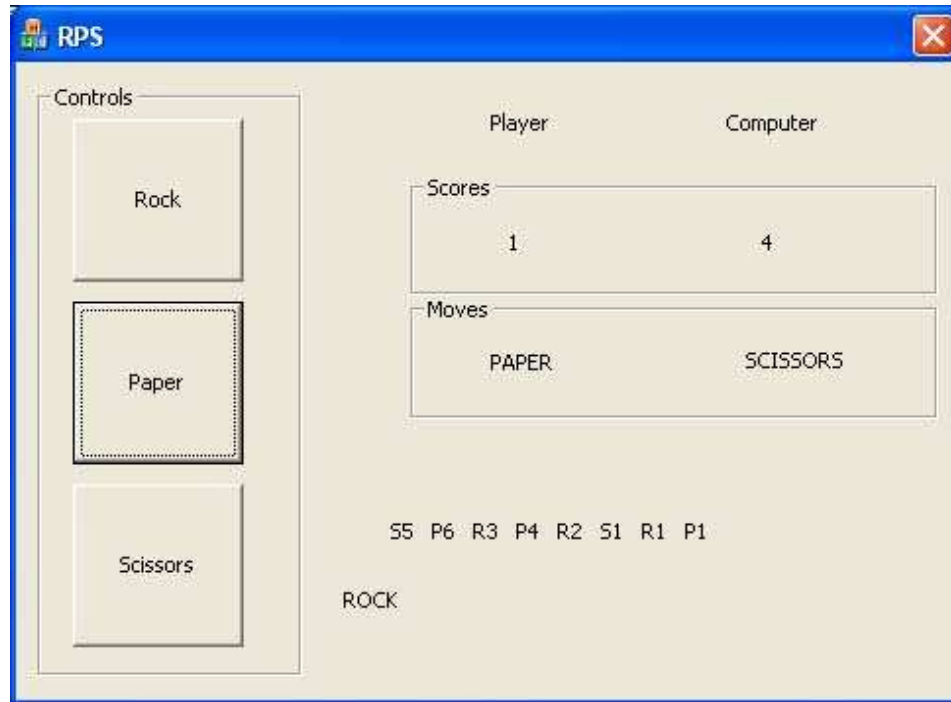 RPS
Controls
Rock
Paper
Scissors
Player Computer
Scores
1 4
Moves
PAPER SCISSORS
S5 P6 R3 P4 R2 S1 R1 P1
ROCK